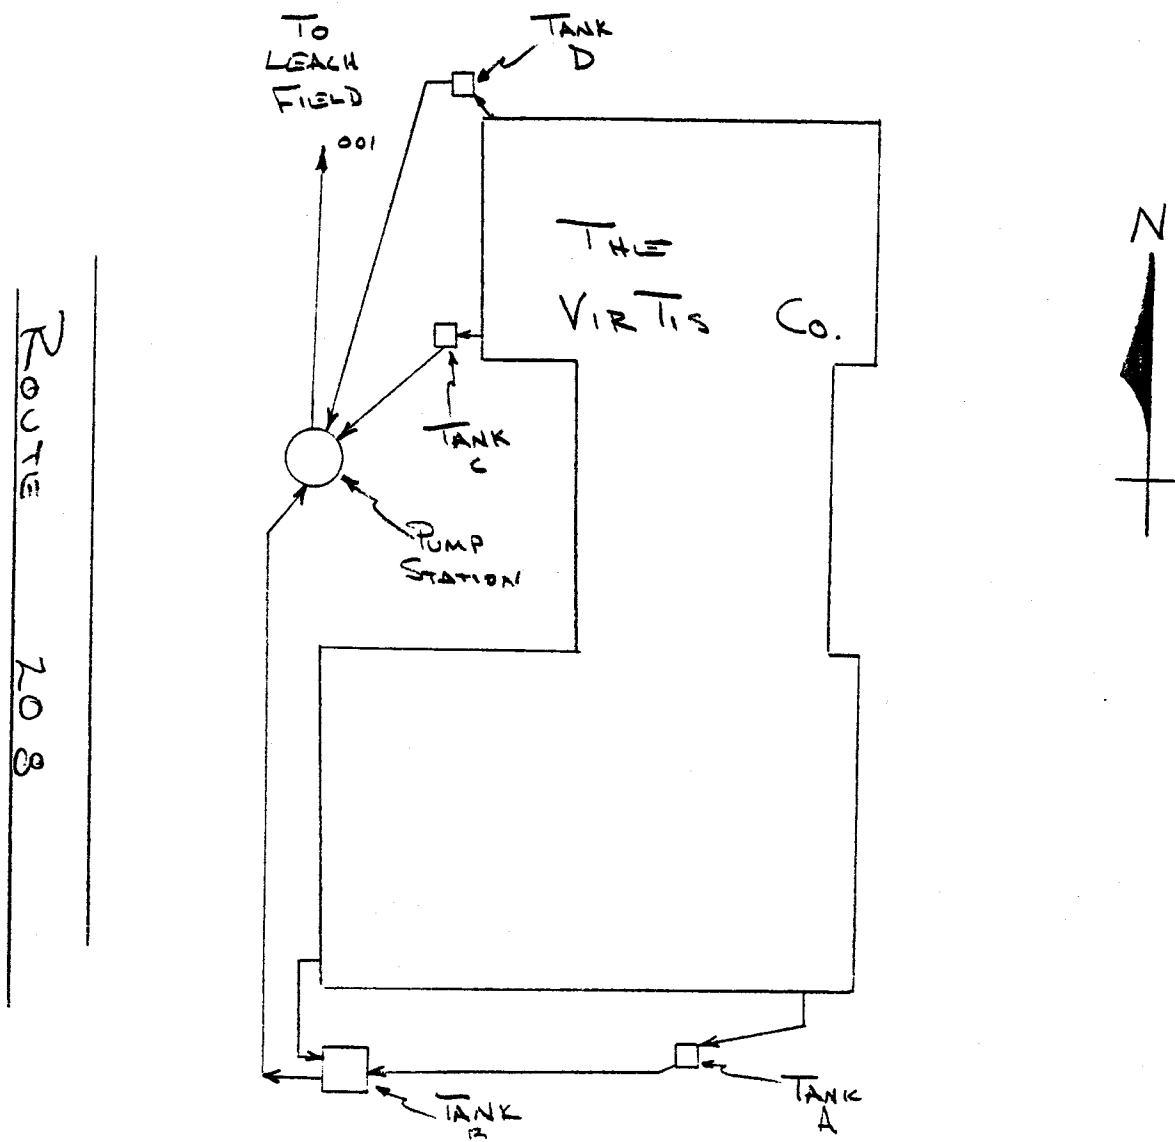 TO
LEACH
FIELD
001
TANK
D
THE
VIRTIS CO.
N
TANK
C
PUMP
STATION
ROUTE 208
TANK
B
TANK
A